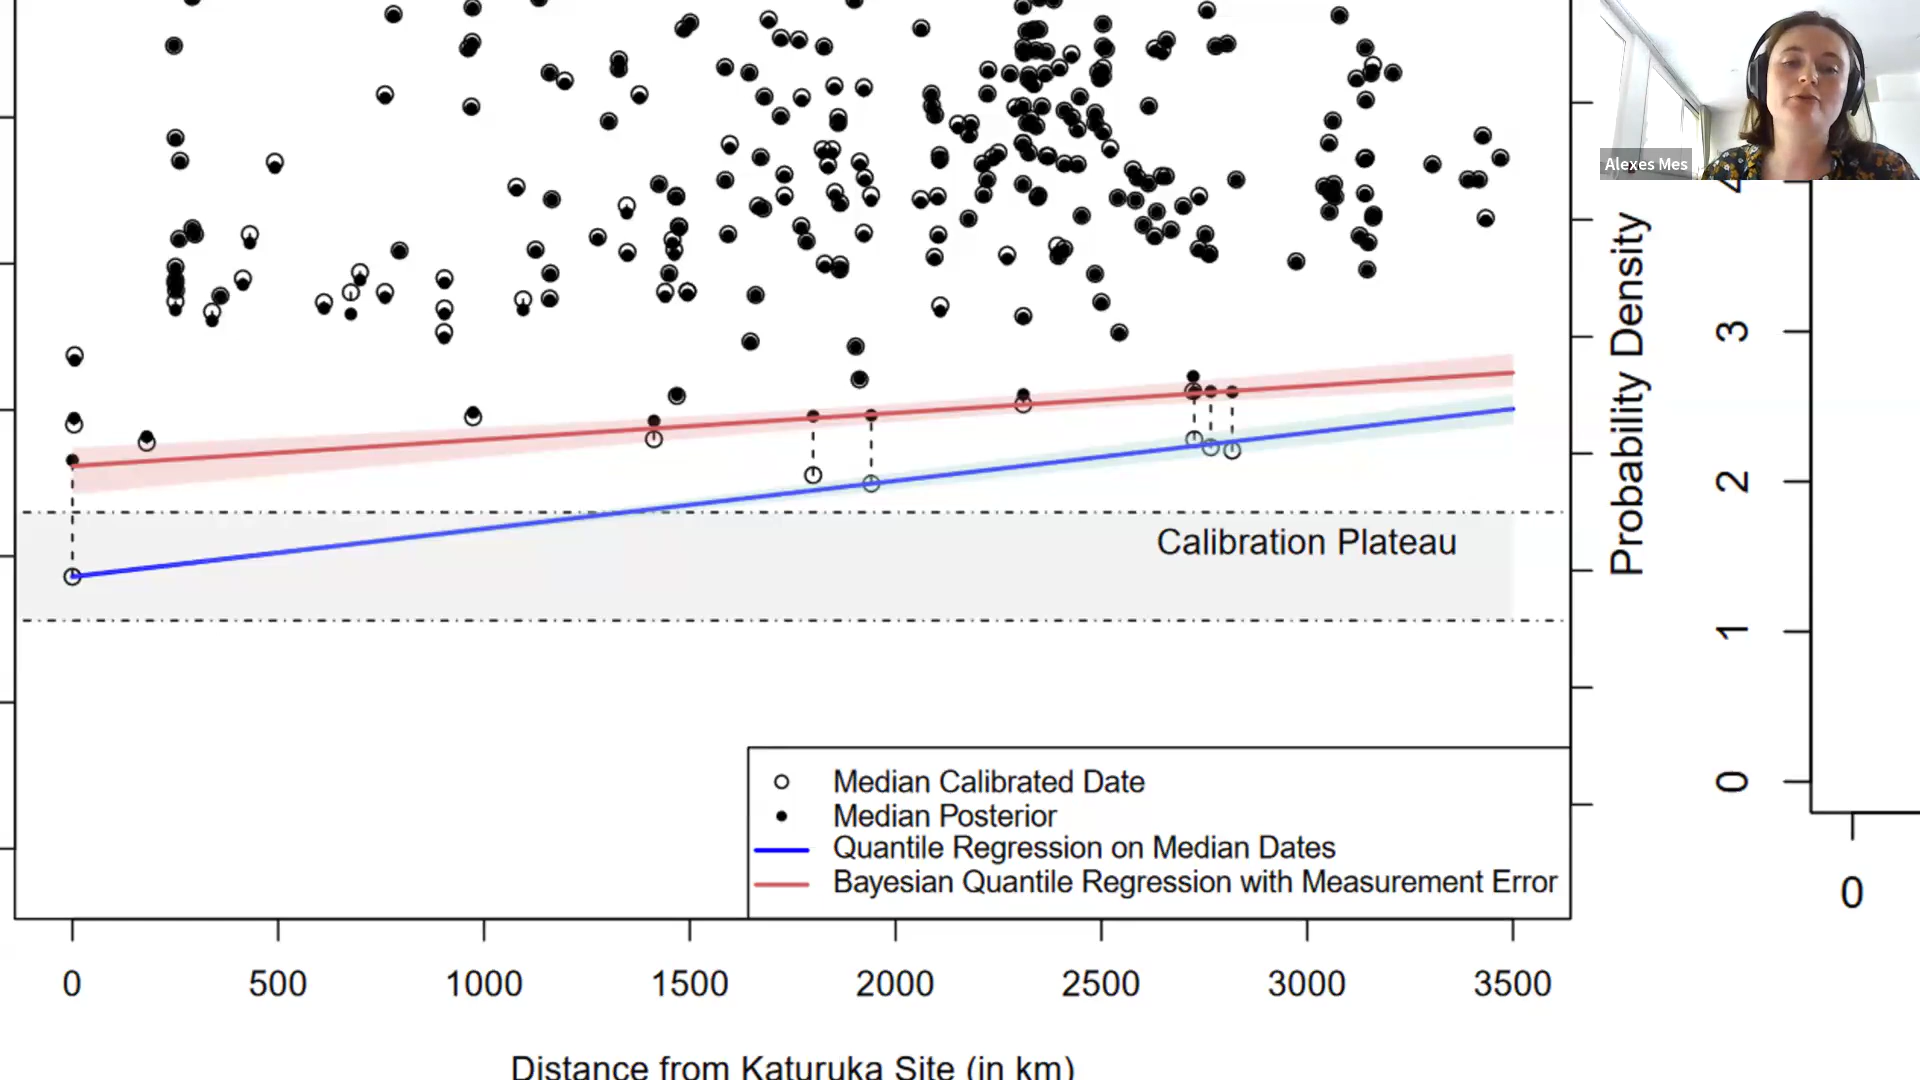 Alexes Mes
4
Probability Density
3
2
1
0
0
Calibration Plateau
Median Calibrated Date
Median Posterior
Quantile Regression on Median Dates
Bayesian Quantile Regression with Measurement Error
0 500 1000 1500 2000 2500 3000 3500
Distance from Katuruka Site (in km)